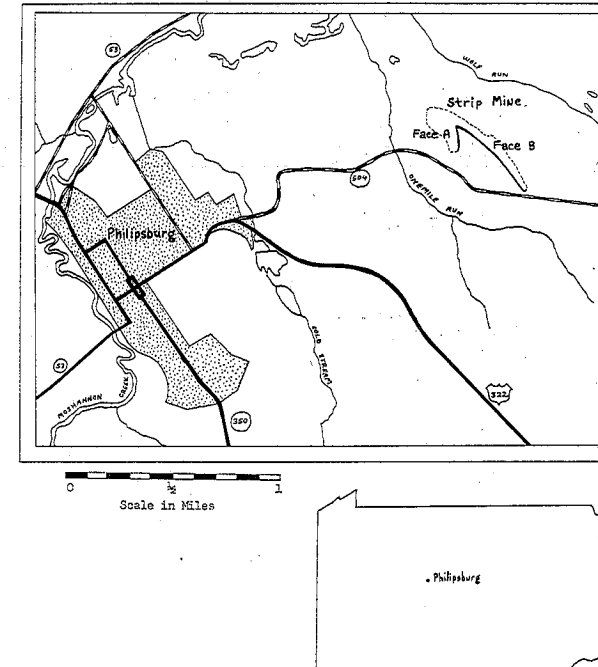 53
WOLF RUN
Strip Mine
Face A
Face B
504
ONEMILE RUN
Philipsburg
COLD STREAM
53
MOSHANNON CREEK
322
350
0 ½ 1
Scale in Miles
Philipsburg